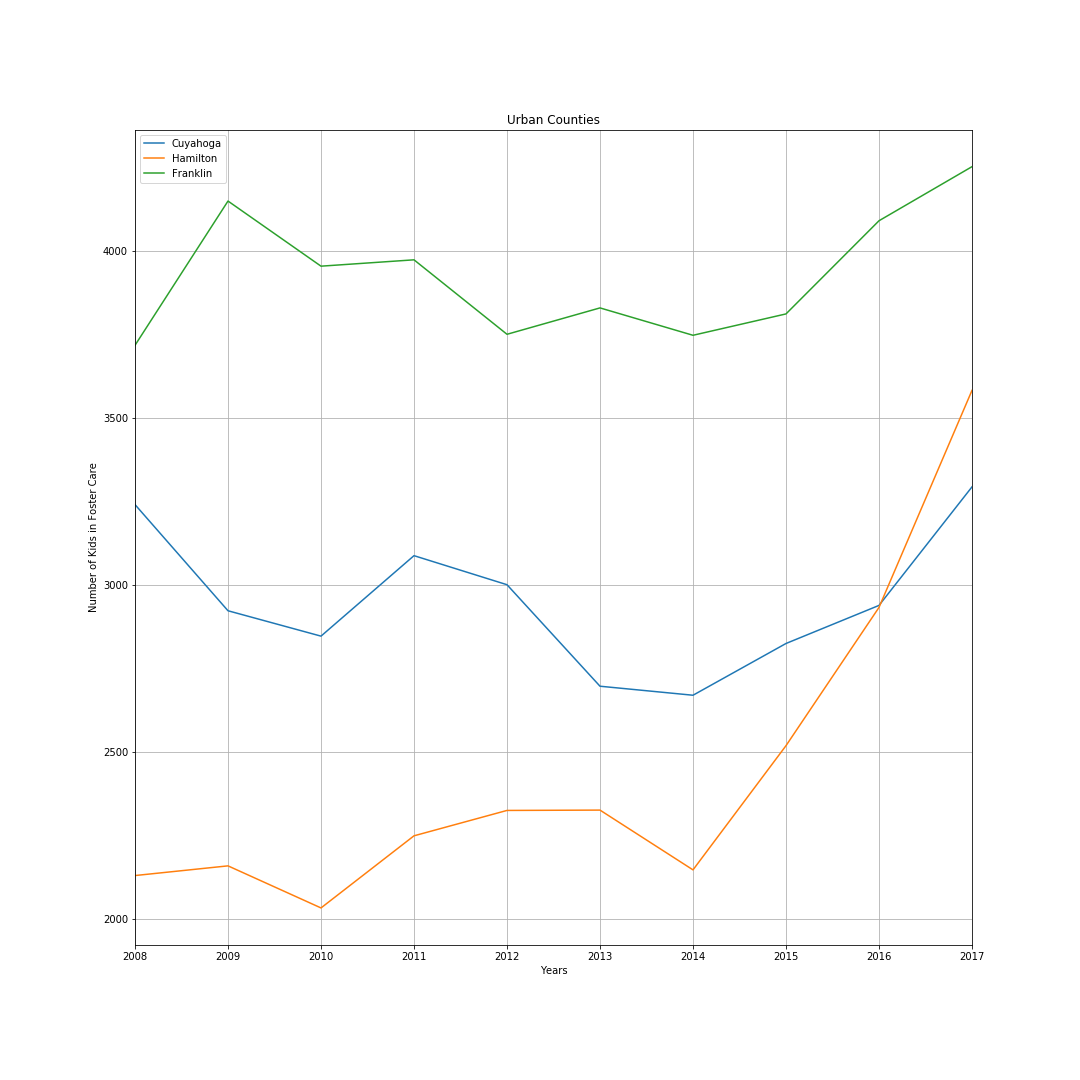 Urban Counties
Cuyahoga
Hamilton
Franklin
Number of Kids in Foster Care
4000
3500
3000
2500
2000
2008 2009 2010 2011 2012 2013 2014 2015 2016 2017
Years